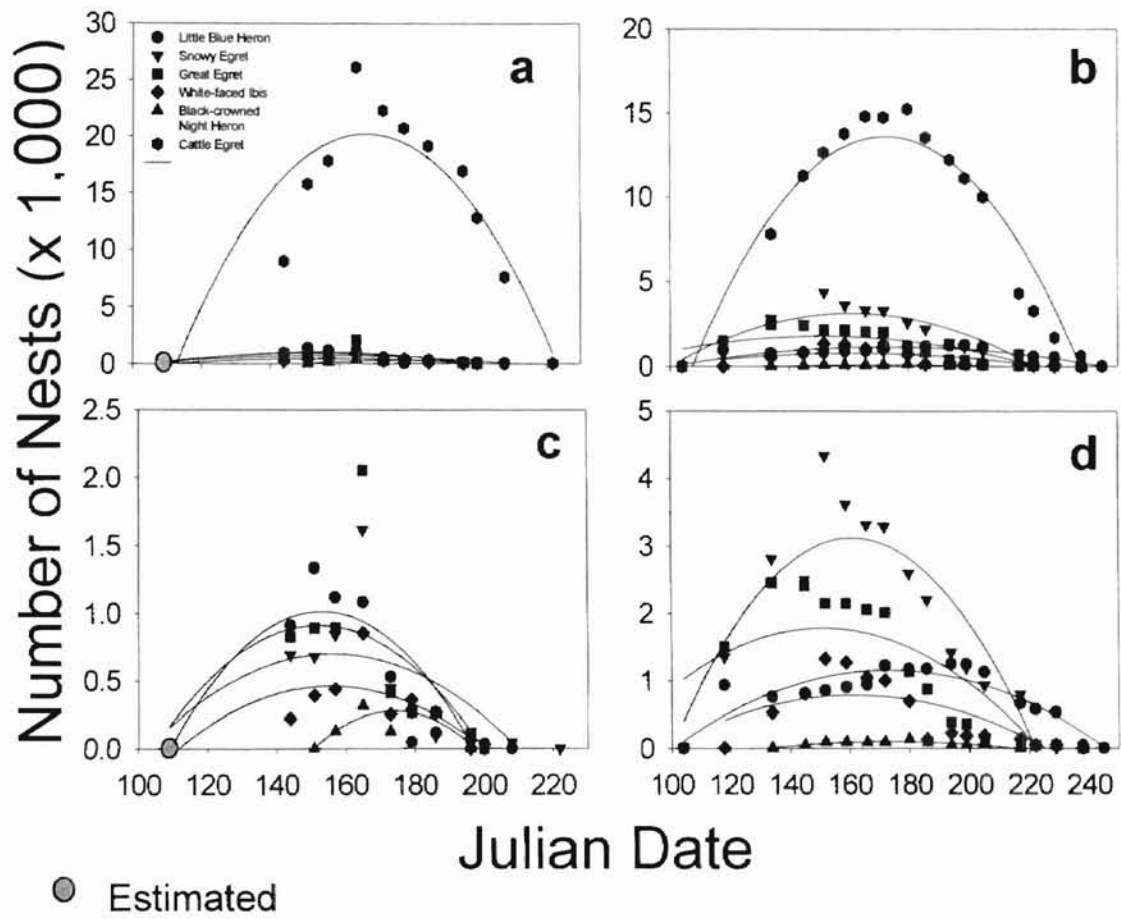 Number of Nests (x 1,000)
30
25
20
15
10
5
0
Little Blue Heron
Snowy Egret
Great Egret
White-faced Ibis
Black-crowned
Night Heron
Cattle Egret
a
20
15
10
5
0
b
2.5
2.0
1.5
1.0
0.5
0.0
c
100 120 140 160 180 200 220
5
4
3
2
1
0
d
100 120 140 160 180 200 220 240
Julian Date
Estimated